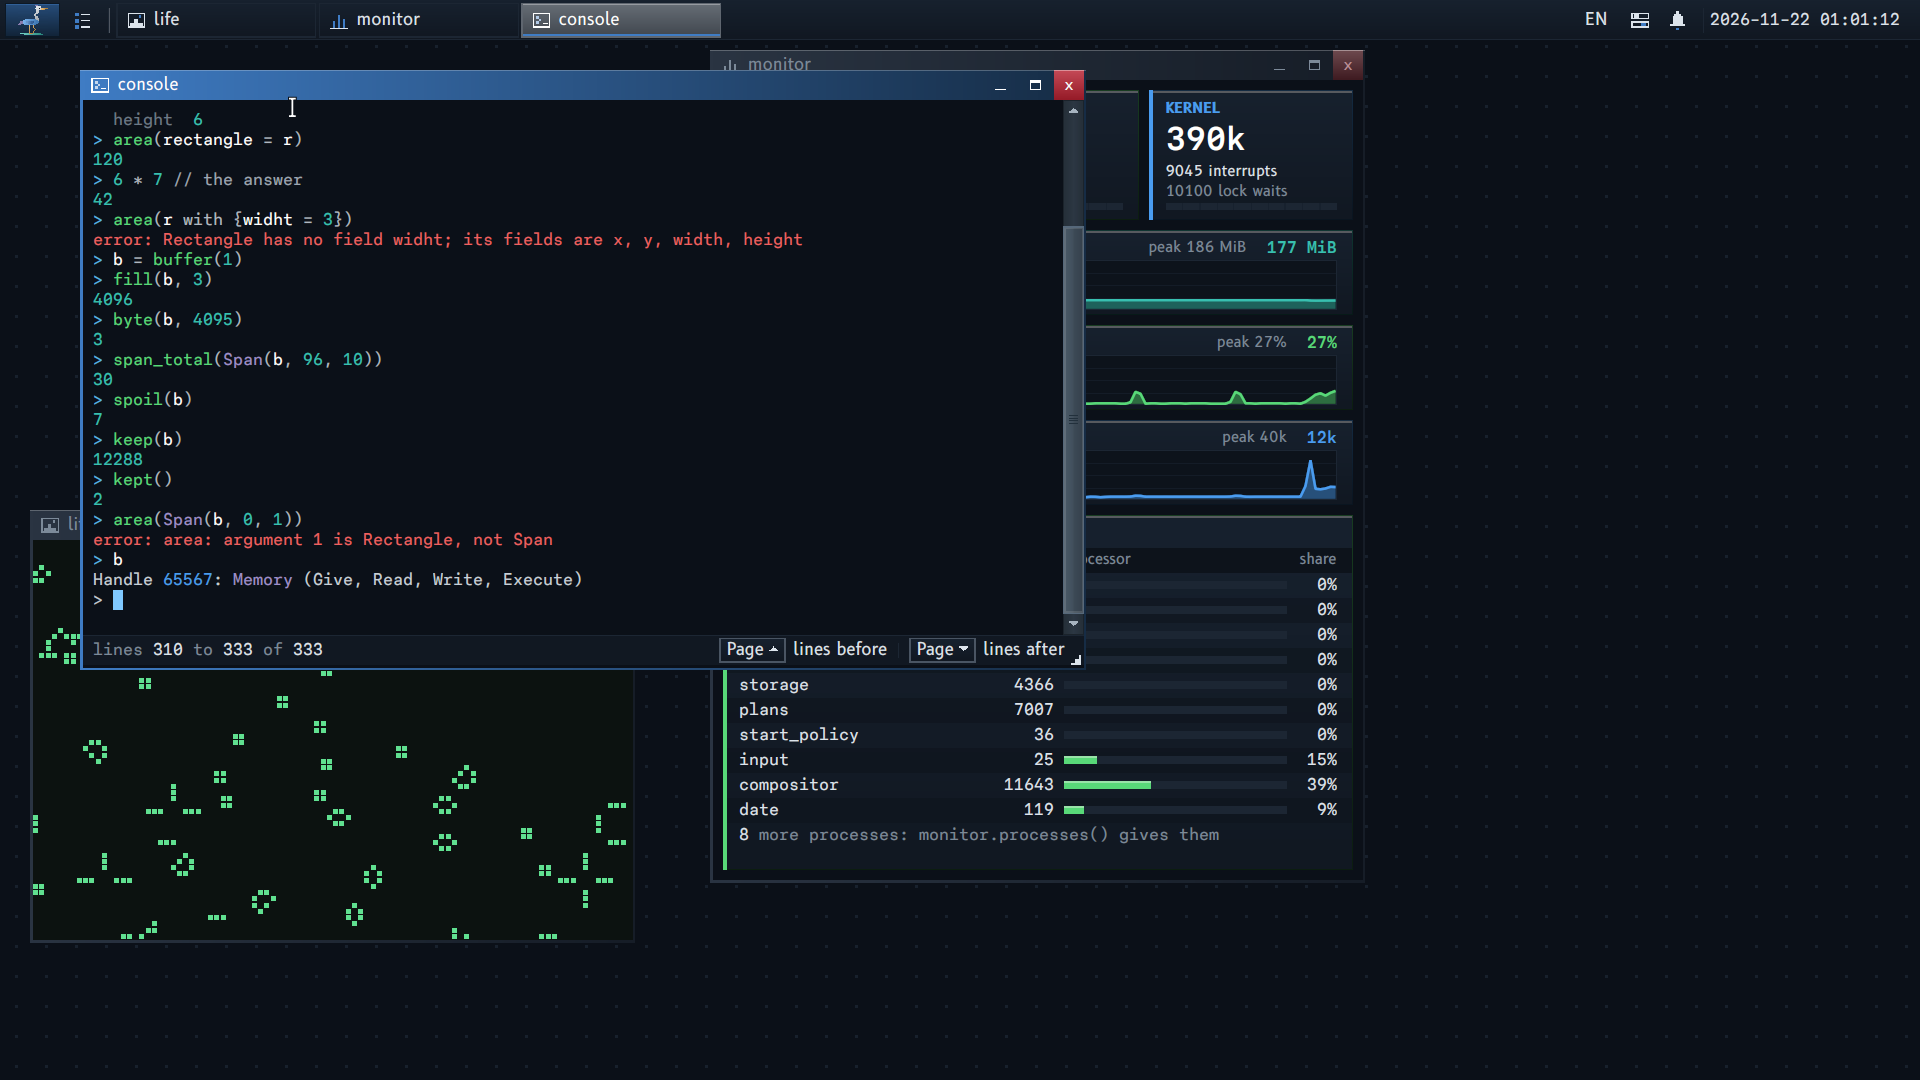 life
monitor
console
EN
2026-11-22 01:01:12
monitor
x
console
x
height 6
> area(rectangle = r)
120
> 6 * 7 // the answer
42
> area(r with {widht = 3})
error: Rectangle has no field widht; its fields are x, y, width, height
> b = buffer(1)
> fill(b, 3)
4096
> byte(b, 4095)
3
> span_total(Span(b, 96, 10))
30
> spoil(b)
7
> keep(b)
12288
> kept()
2
> area(Span(b, 0, 1))
error: area: argument 1 is Rectangle, not Span
> b
Handle 65567: Memory (Give, Read, Write, Execute)
>
lines 310 to 333 of 333
Page lines before
Page lines after
KERNEL
390k
9045 interrupts
10100 lock waits
peak 186 MiB 177 MiB
peak 27% 27%
peak 40k 12k
share
0%
0%
0%
0%
storage 4366 0%
plans 7007 0%
start_policy 36 0%
input 25 15%
compositor 11643 39%
date 119 9%
8 more processes: monitor.processes() gives them